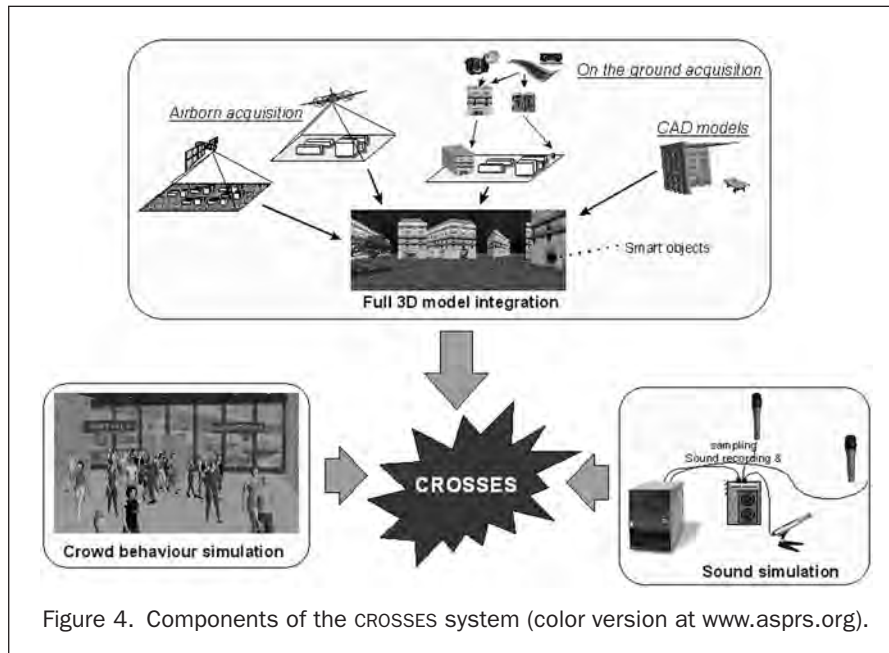 On the ground acquisition
Airborn acquisition
CAD models
Smart objects
Full 3D model integration
CROSSES
sampling
Sound recording &
Crowd behaviour simulation
Sound simulation
Figure 4. Components of the CROSSES system (color version at www.asprs.org).